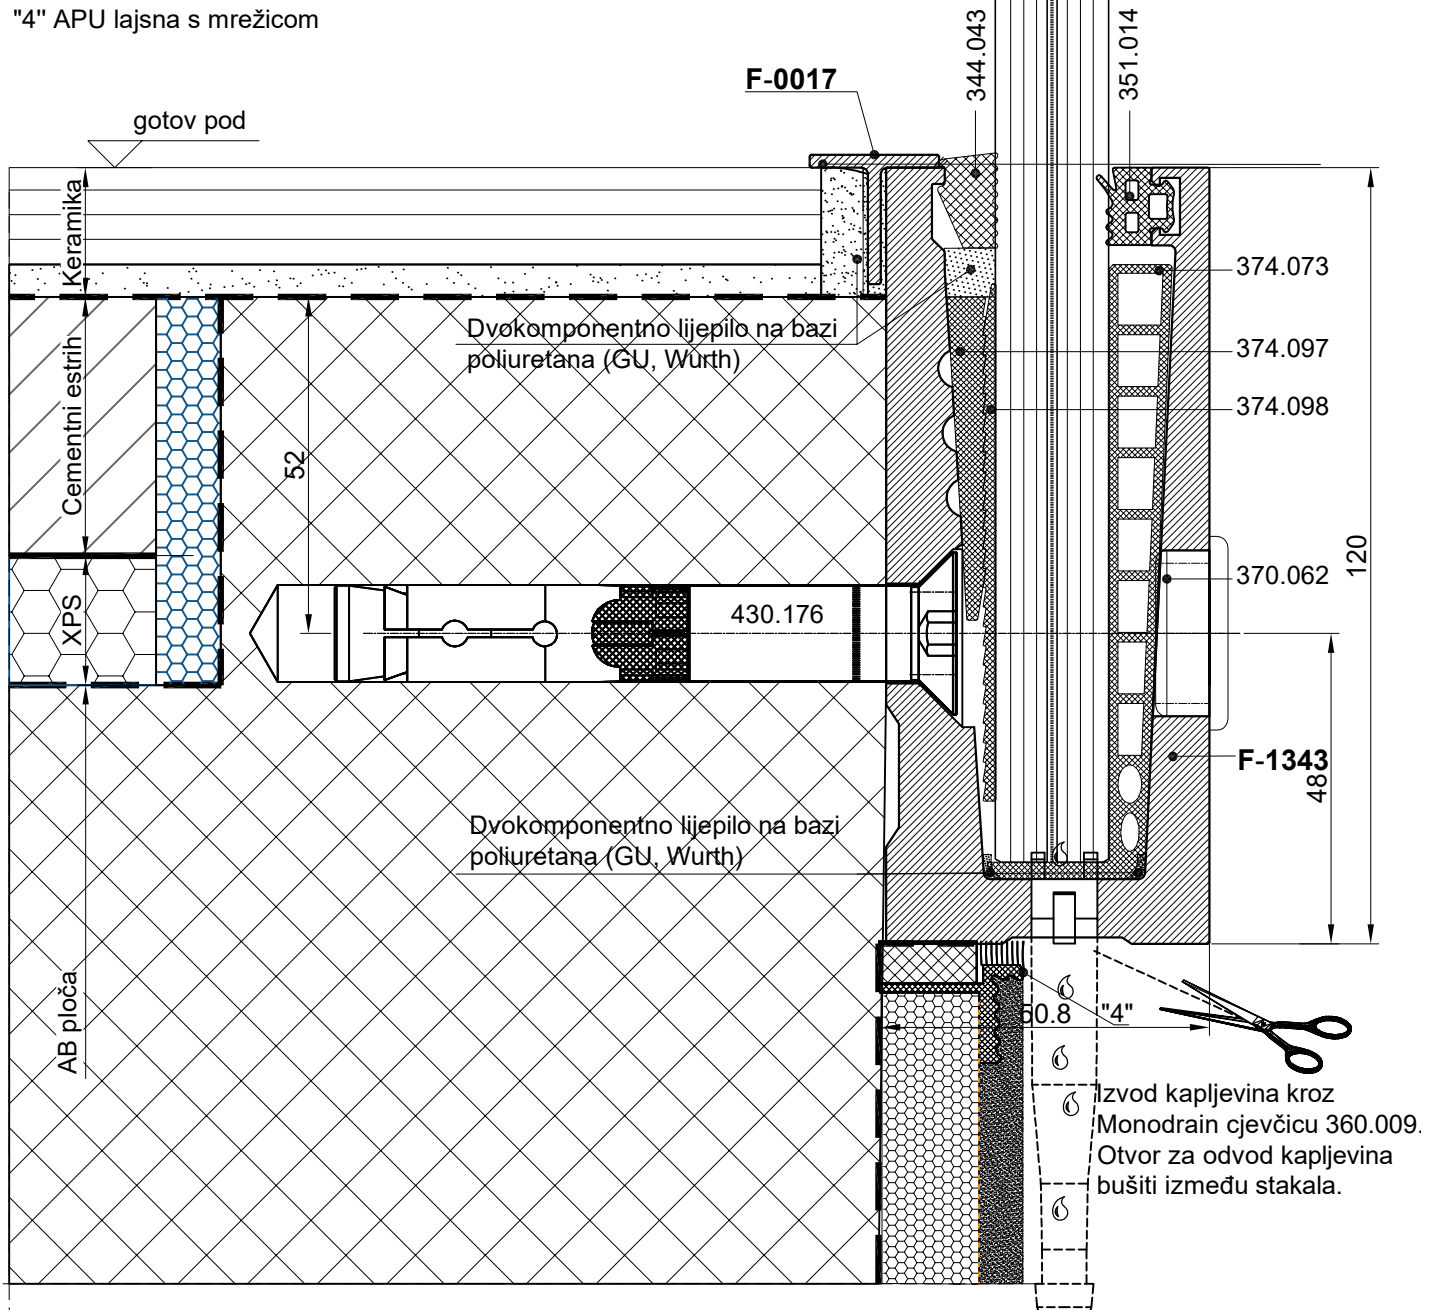 "4" APU lajsna s mrežicom
344.043
351.014
F-0017
gotov pod
Keramika
374.073
Dvokomponentno lijepilo na bazi
poliuretana (GU, Wurth)
374.097
374.098
Cementni estrih
52
120
370.062
XPS
430.176
F-1343
48
Dvokomponentno lijepilo na bazi
poliuretana (GU, Wurth)
AB ploča
60.8
"4"
Izvod kapljevina kroz
Monodrain cjevčicu 360.009.
Otvor za odvod kapljevina
bušiti između stakala.